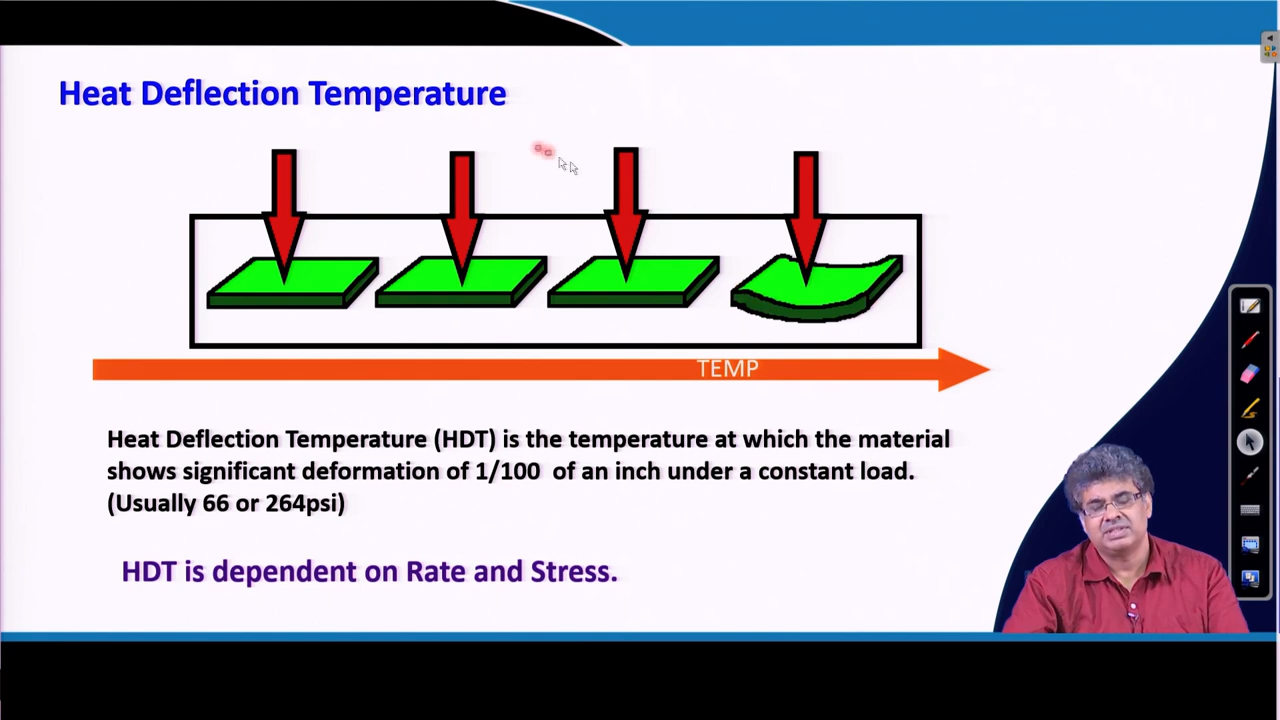 Heat Deflection Temperature
TEMP
Heat Deflection Temperature (HDT) is the temperature at which the material
shows significant deformation of 1/100 of an inch under a constant load.
(Usually 66 or 264psi)
HDT is dependent on Rate and Stress.